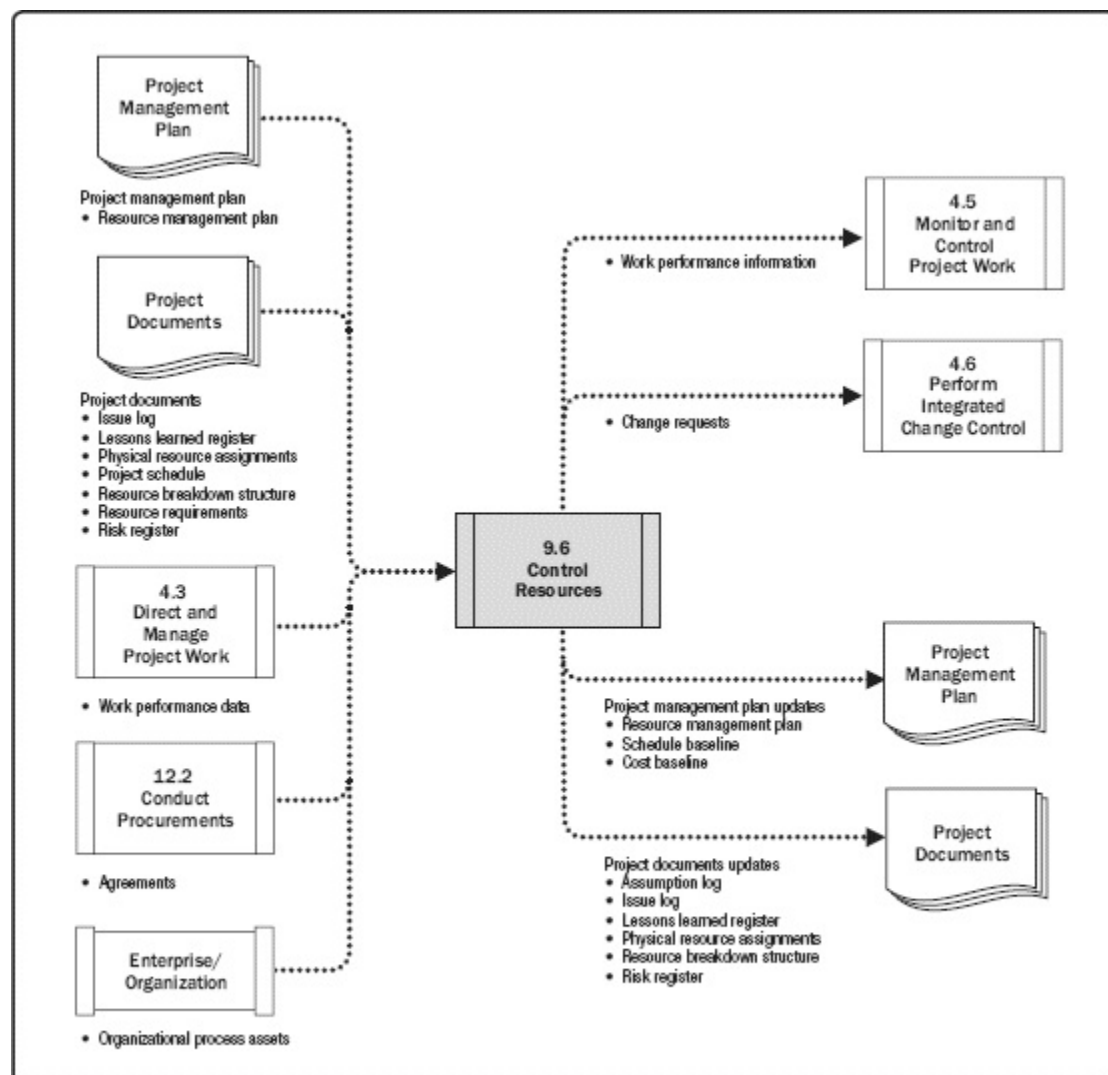 Project
Management
Plan
Project management plan
• Resource management plan
Project
Documents
Project documents
• Issue log
• Lessons learned register
• Physical resource assignments
• Project schedule
• Resource breakdown structure
• Resource requirements
• Risk register
4.3
Direct and
Manage
Project Work
• Work performance data
12.2
Conduct
Procurements
• Agreements
Enterprise/
Organization
• Organizational process assets
9.6
Control
Resources
• Work performance information
4.5
Monitor and
Control
Project Work
• Change requests
4.6
Perform
Integrated
Change Control
Project management plan updates
• Resource management plan
• Schedule baseline
• Cost baseline
Project
Management
Plan
Project documents updates
• Assumption log
• Issue log
• Lessons learned register
• Physical resource assignments
• Resource breakdown structure
• Risk register
Project
Documents